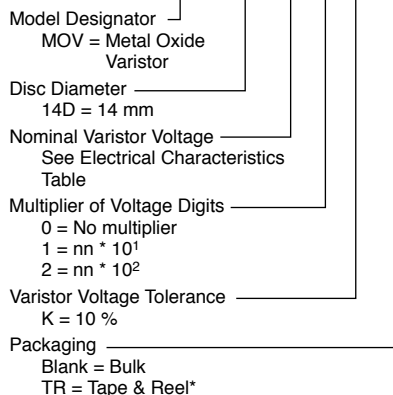 Model Designator
MOV = Metal Oxide
Varistor
Disc Diameter
14D = 14 mm
Nominal Varistor Voltage
See Electrical Characteristics
Table
Multiplier of Voltage Digits
0 = No multiplier
1 = nn * 10¹
2 = nn * 10²
Varistor Voltage Tolerance
K = 10 %
Packaging
Blank = Bulk
TR = Tape & Reel*